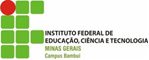 INSTITUTO FEDERAL DE
EDUCAÇÃO, CIÊNCIA E TECNOLOGIA
MINAS GERAIS
Campus Bambuí